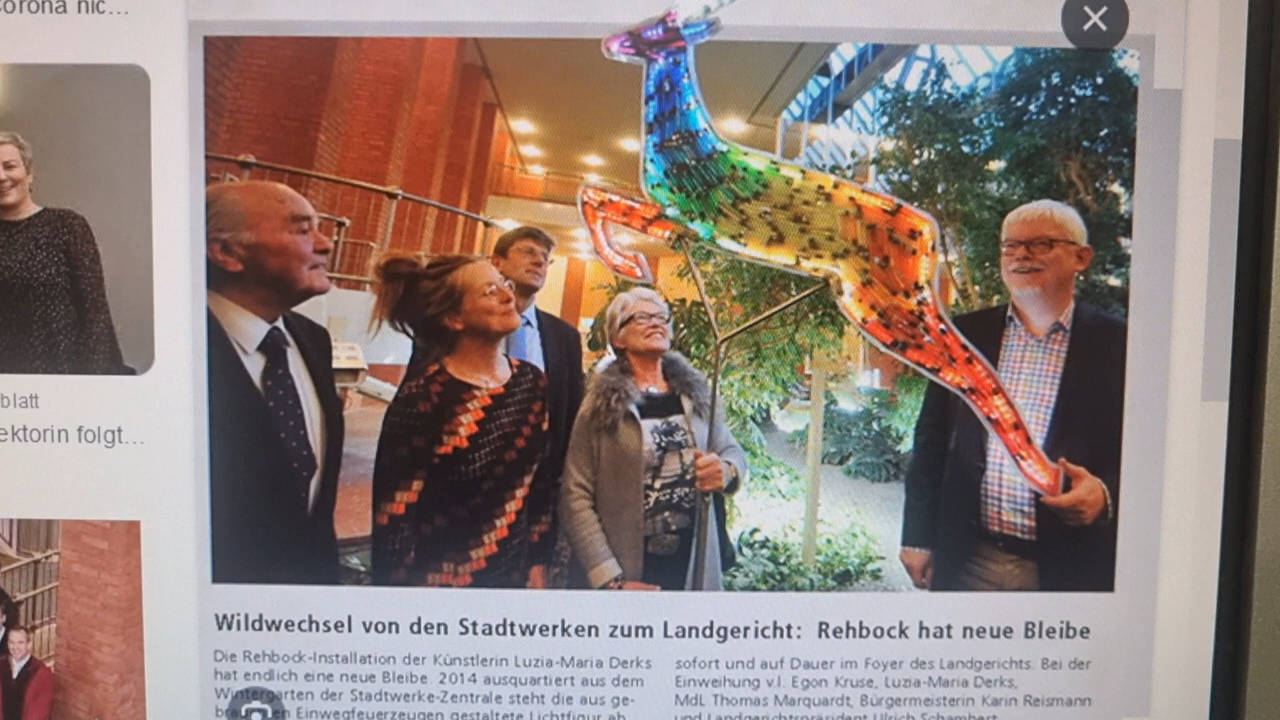 orona nic...
blatt
ektorin folgt...
Wildwechsel von den Stadtwerken zum Landgericht: Rehbock hat neue Bleibe
Die Rehbock-Installation der Künstlerin Luzia-Maria Derks
hat endlich eine neue Bleibe. 2014 ausquartiert aus dem
Wintergarten der Stadtwerke-Zentrale steht die aus ge-
brauchten Einwegfeuerzeugen gestaltete Lichtfigur ab
sofort und auf Dauer im Foyer des Landgerichts. Bei der
Einweihung v.l. Egon Kruse, Luzia-Maria Derks,
MdL Thomas Marquardt, Bürgermeisterin Karin Reismann
und Landgerichtspräsident Ulrich Schambert.